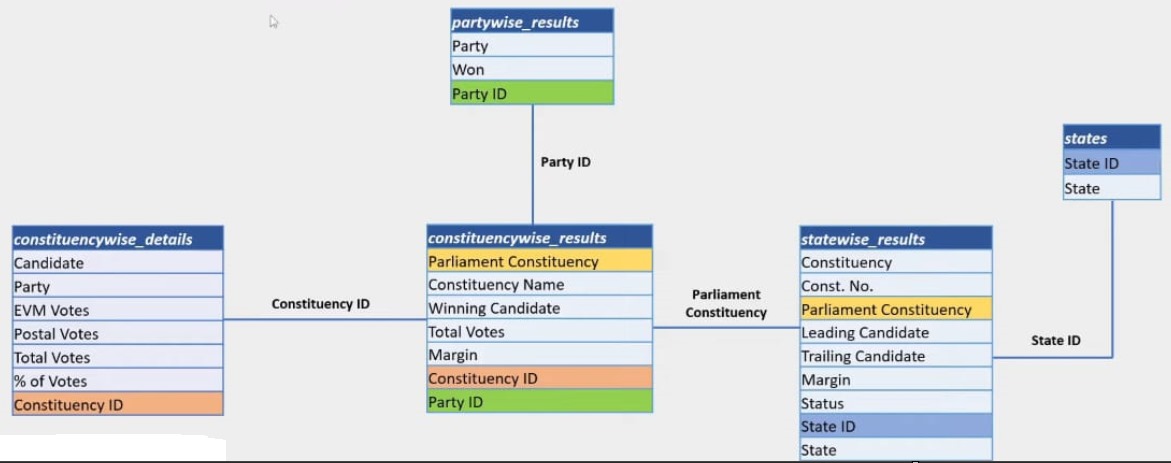 partywise_results
Party
Won
Party ID
Party ID
states
State ID
State
constituencywise_details
Candidate
Party
EVM Votes
Postal Votes
Total Votes
% of Votes
Constituency ID
Constituency ID
constituencywise_results
Parliament Constituency
Constituency Name
Winning Candidate
Total Votes
Margin
Constituency ID
Party ID
Parliament
Constituency
statewise_results
Constituency
Const. No.
Parliament Constituency
Leading Candidate
Trailing Candidate
Margin
Status
State ID
State
State ID